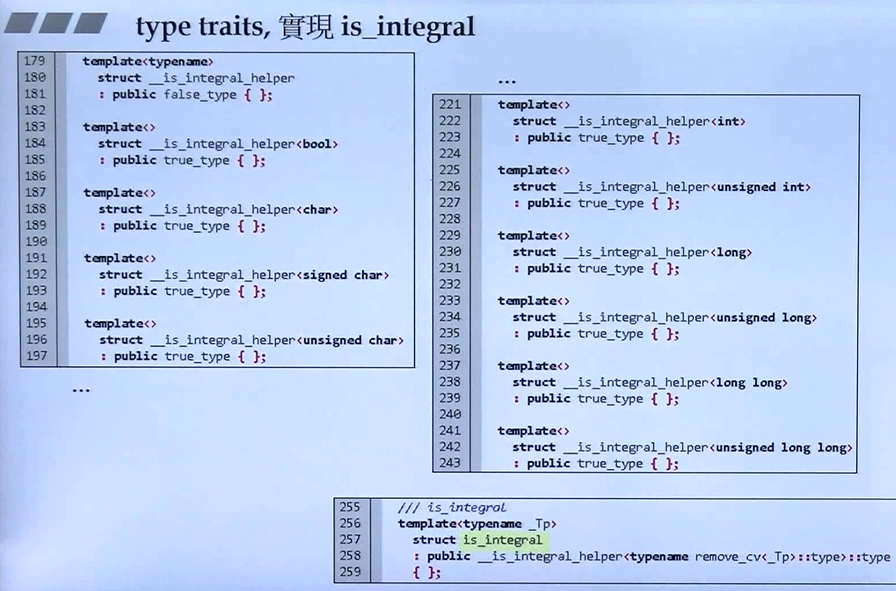 type traits, 實現 is_integral
179 template<typename>
180 struct __is_integral_helper
181 : public false_type { };
182
183 template<>
184 struct __is_integral_helper<bool>
185 : public true_type { };
186
187 template<>
188 struct __is_integral_helper<char>
189 : public true_type { };
190
191 template<>
192 struct __is_integral_helper<signed char>
193 : public true_type { };
194
195 template<>
196 struct __is_integral_helper<unsigned char>
197 : public true_type { };
...
...
221 template<>
222 struct __is_integral_helper<int>
223 : public true_type { };
224
225 template<>
226 struct __is_integral_helper<unsigned int>
227 : public true_type { };
228
229 template<>
230 struct __is_integral_helper<long>
231 : public true_type { };
232
233 template<>
234 struct __is_integral_helper<unsigned long>
235 : public true_type { };
236
237 template<>
238 struct __is_integral_helper<long long>
239 : public true_type { };
240
241 template<>
242 struct __is_integral_helper<unsigned long long>
243 : public true_type { };
255 /// is_integral
256 template<typename _Tp>
257 struct is_integral
258 : public __is_integral_helper<typename remove_cv<_Tp>::type>::type
259 { };